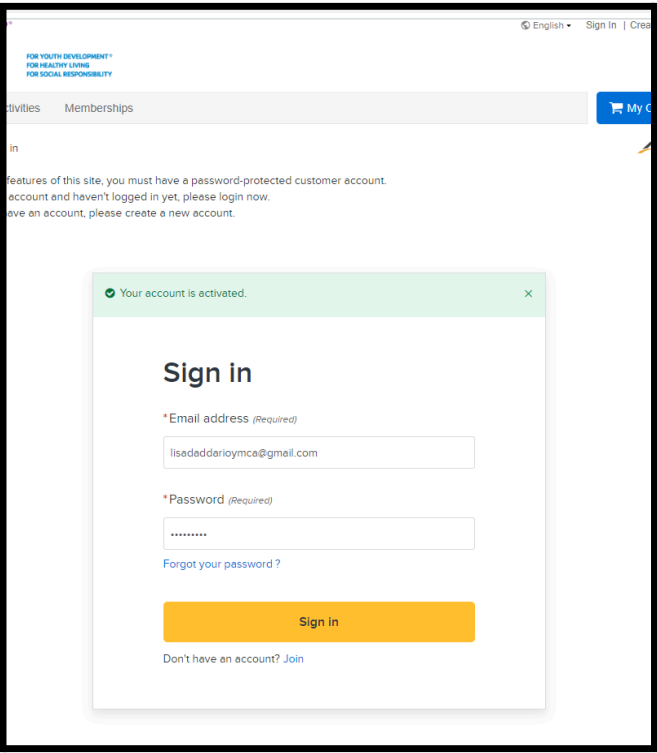 English Sign In | Crea
FOR YOUTH DEVELOPMENT®
FOR HEALTHY LIVING
FOR SOCIAL RESPONSIBILITY
ctivities Memberships My C
in
features of this site, you must have a password-protected customer account.
account and haven't logged in yet, please login now.
ave an account, please create a new account.
Your account is activated. ×
Sign in
*Email address (Required)
lisadaddarioymca@gmail.com
*Password (Required)
•••••••••
Forgot your password ?
Sign in
Don't have an account? Join